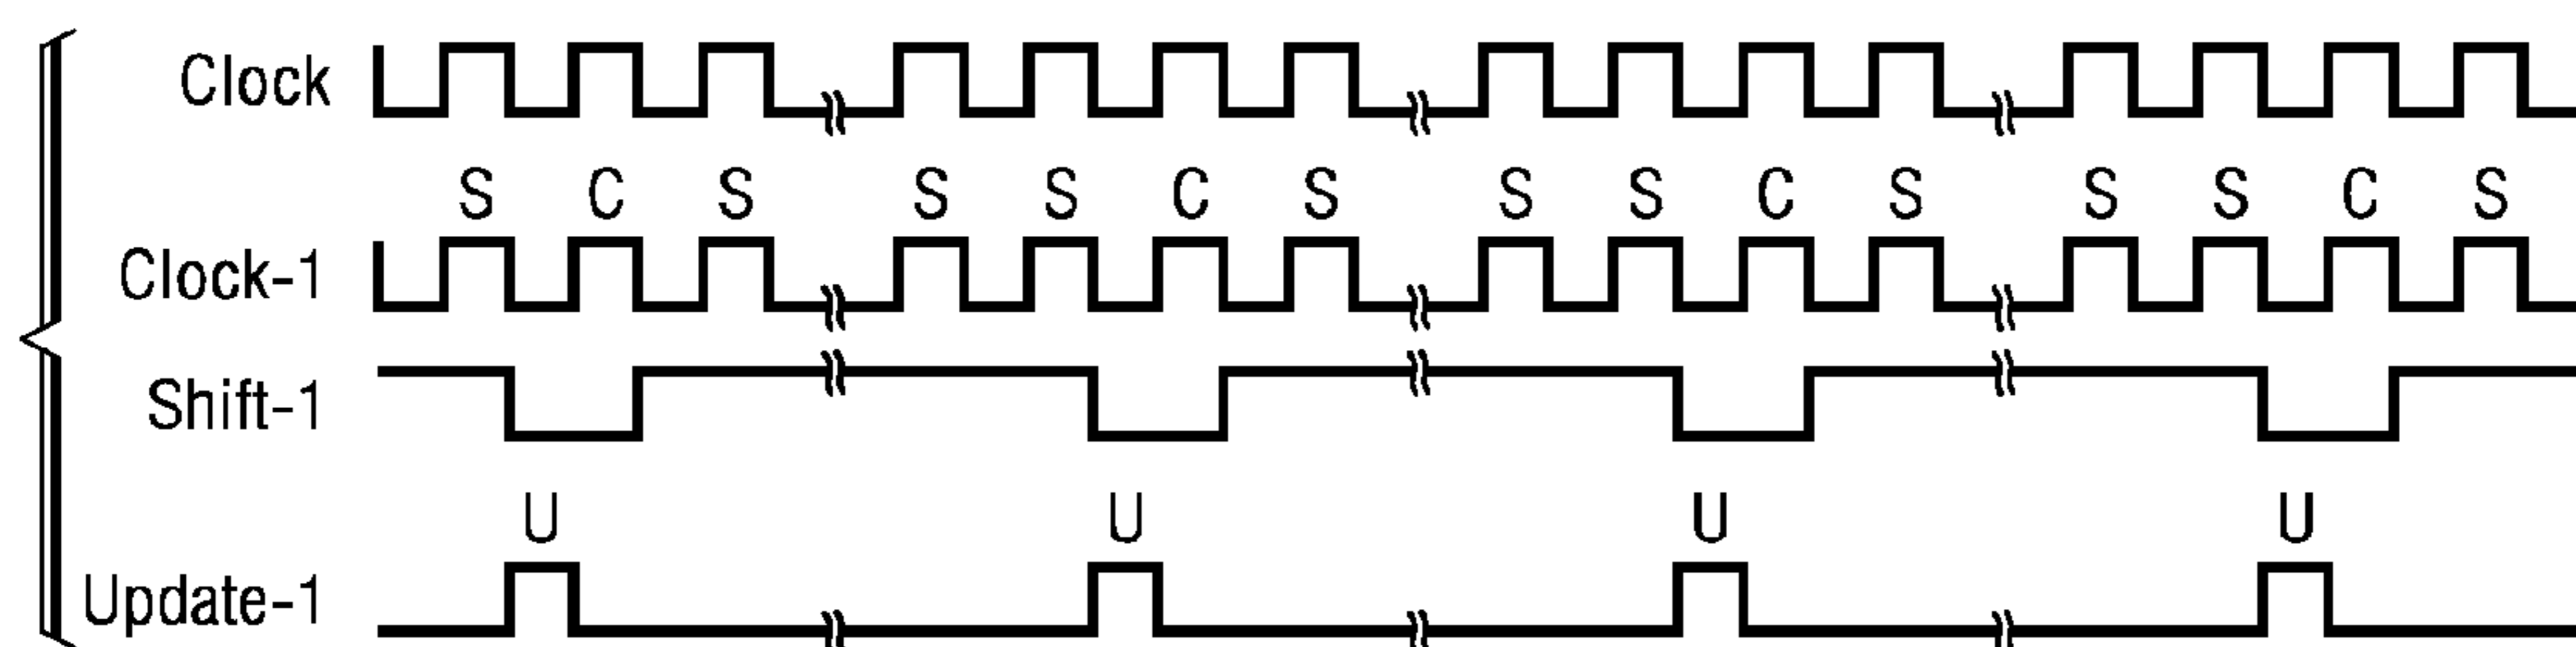 Clock
S C S S S C S S S C S S S C S
Clock-1
Shift-1
U U U U
Update-1